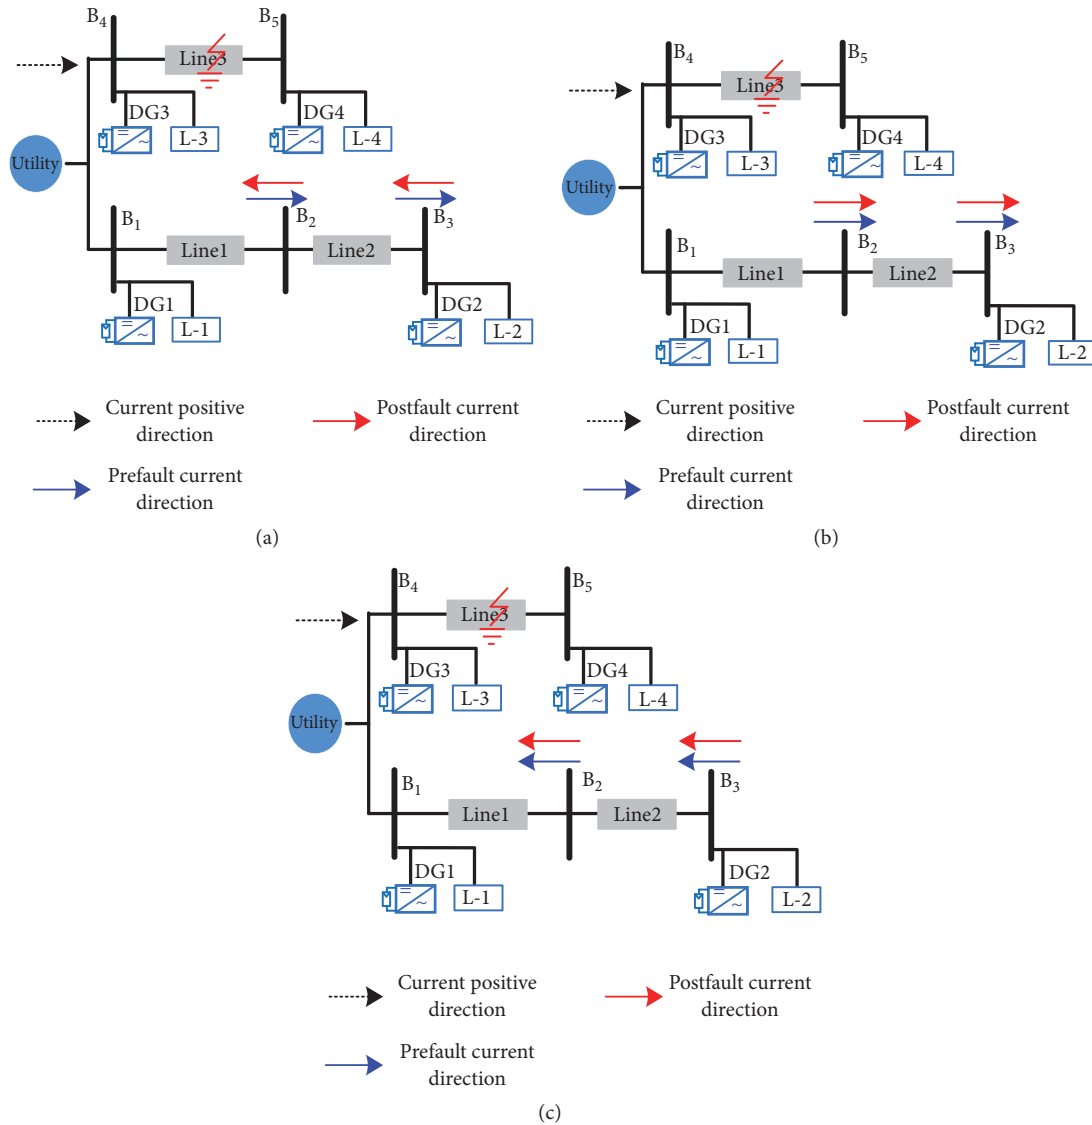 B4
B5
Line3
DG3
DG4
L-3
L-4
Utility
B1
B2
B3
Line1
Line2
DG1
DG2
L-1
L-2
Current positive
direction
Postfault current
direction
Prefault current
direction
(a)
B4
B5
Line3
DG3
DG4
L-3
L-4
Utility
B1
B2
B3
Line1
Line2
DG1
DG2
L-1
L-2
Current positive
direction
Postfault current
direction
Prefault current
direction
(b)
B4
B5
Line3
DG3
DG4
L-3
L-4
Utility
B1
B2
B3
Line1
Line2
DG1
DG2
L-1
L-2
Current positive
direction
Postfault current
direction
Prefault current
direction
(c)